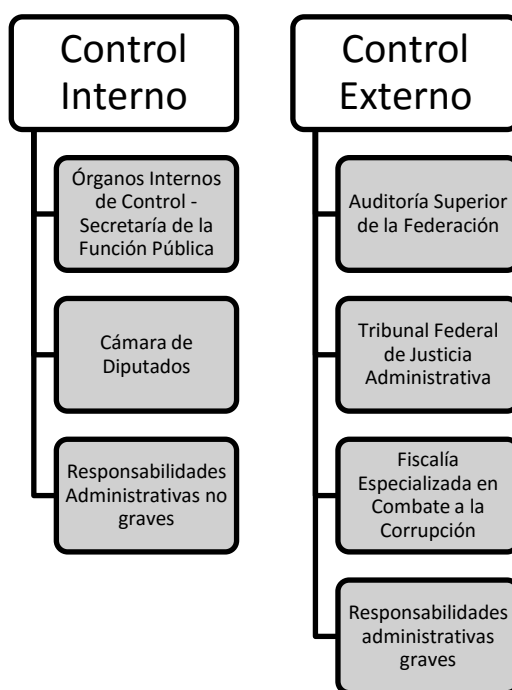 Control
Interno
Órganos Internos
de Control -
Secretaría de la
Función Pública
Cámara de
Diputados
Responsabilidades
Administrativas no
graves
Control
Externo
Auditoría Superior
de la Federación
Tribunal Federal
de Justicia
Administrativa
Fiscalía
Especializada en
Combate a la
Corrupción
Responsabilidades
administrativas
graves